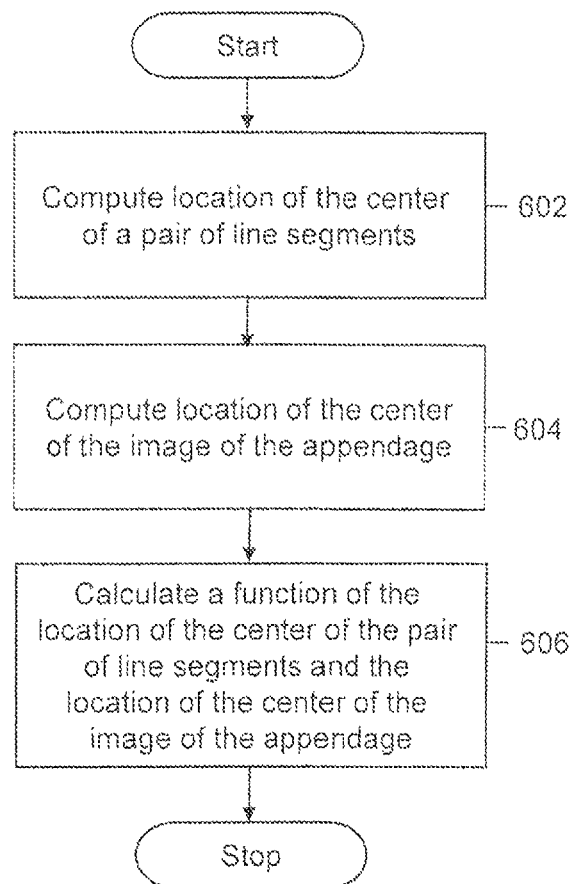 Start
Compute location of the center
of a pair of line segments
602
Compute location of the center
of the image of the appendage
604
Calculate a function of the
location of the center of the pair
of line segments and the
location of the center of the
image of the appendage
606
Stop